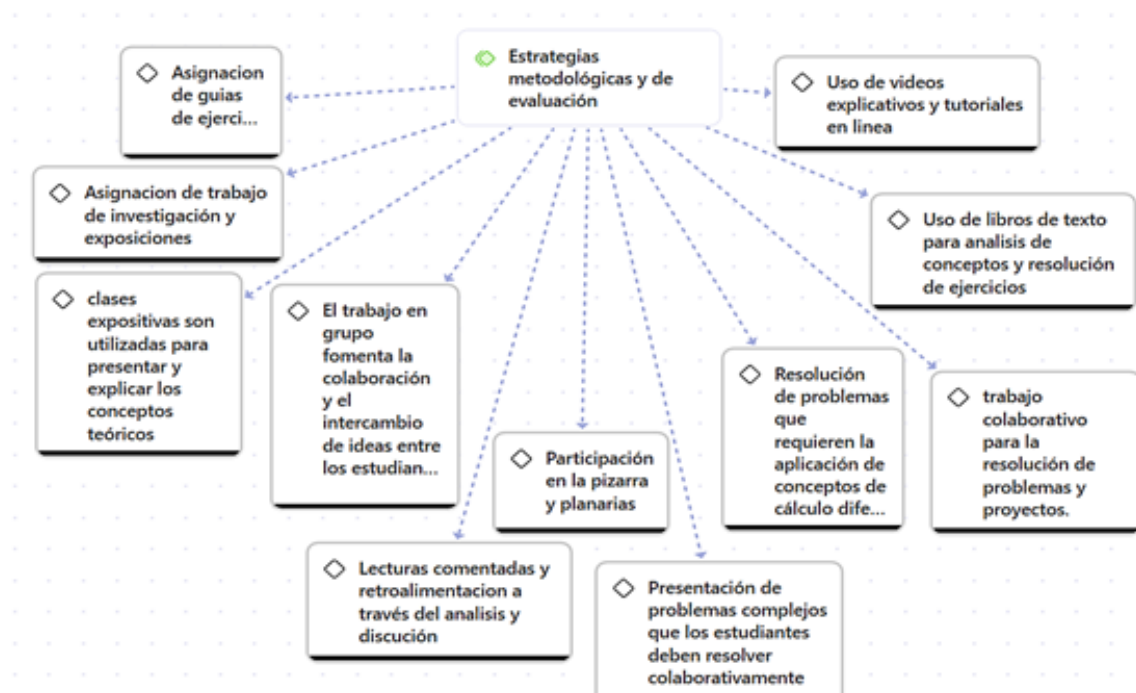 Estrategias
metodológicas y de
evaluación
Asignacion
de guias
de ejerci...
Uso de videos
explicativos y tutoriales
en linea
Asignacion de trabajo
de investigación y
exposiciones
Uso de libros de texto
para analisis de
conceptos y resolución
de ejercicios
clases
expositivas son
utilizadas para
presentar y
explicar los
conceptos
teóricos
El trabajo en
grupo
fomenta la
colaboración
y el
intercambio
de ideas entre
los estudian...
Participación
en la pizarra
y planarias
Resolución
de problemas
que
requieren la
aplicación de
conceptos de
cálculo dife...
trabajo
colaborativo
para la
resolución de
problemas y
proyectos.
Lecturas comentadas y
retroalimentacion a
través del analisis y
discución
Presentación de
problemas complejos
que los estudiantes
deben resolver
colaborativamente